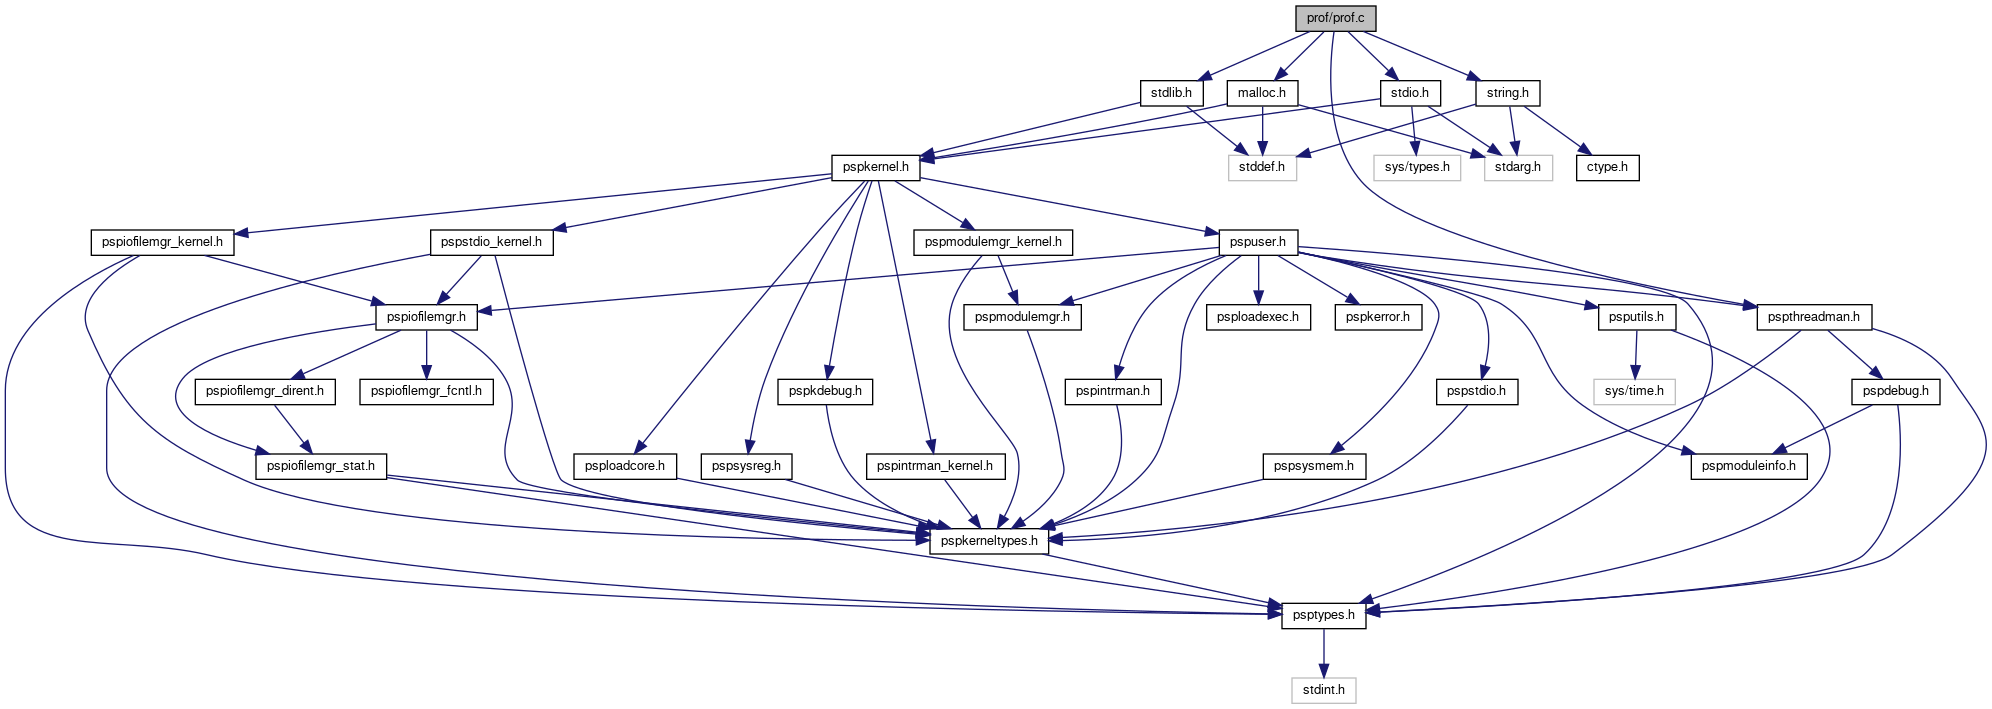 prof/prof.c
stdlib.h
malloc.h
stdio.h
string.h
pspkernel.h
stddef.h
sys/types.h
stdarg.h
ctype.h
pspiofilemgr_kernel.h
pspstdio_kernel.h
pspmodulemgr_kernel.h
pspuser.h
pspiofilemgr.h
pspmodulemgr.h
psploadexec.h
pspkerror.h
psputils.h
pspthreadman.h
pspiofilemgr_dirent.h
pspiofilemgr_fcntl.h
pspkdebug.h
pspintrman.h
pspstdio.h
sys/time.h
pspdebug.h
pspiofilemgr_stat.h
psploadcore.h
pspsysreg.h
pspintrman_kernel.h
pspsysmem.h
pspmoduleinfo.h
pspkerneltypes.h
psptypes.h
stdint.h